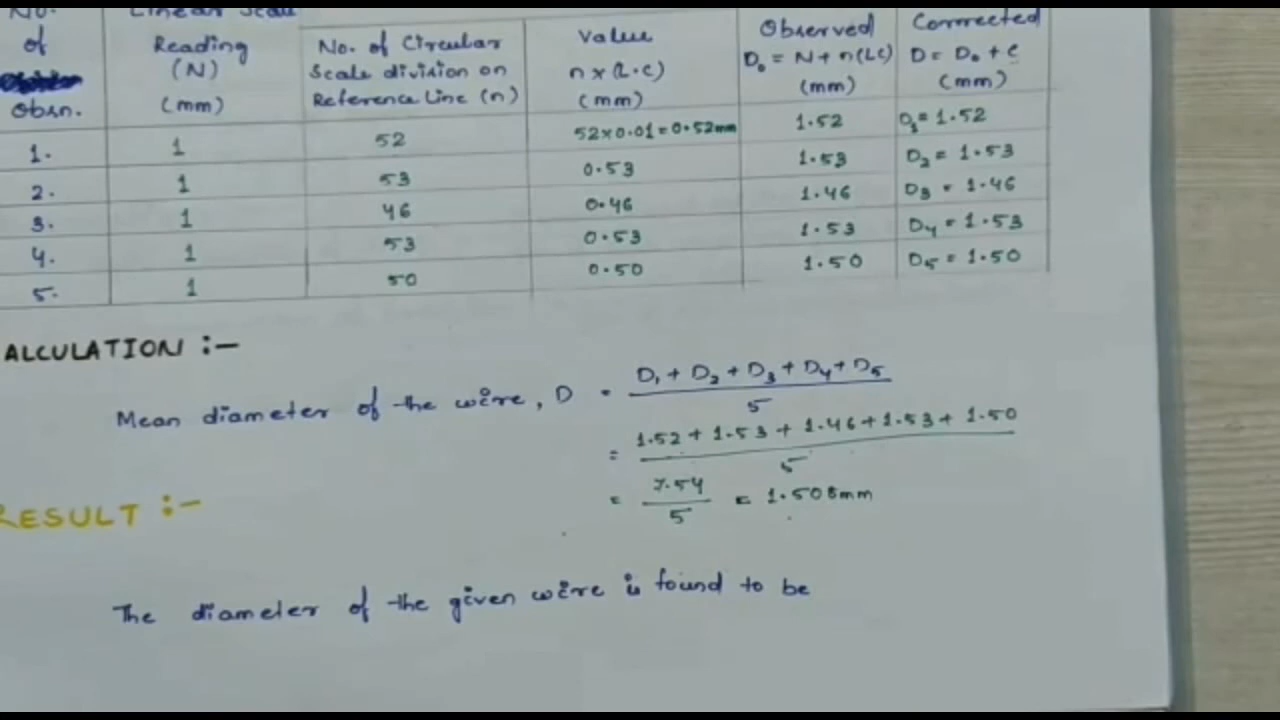 No. Linear Scale
of Reading No. of Circular Value Observed Corrected
(N) Scale division on n x (L.C) D₀ = N + n(LC) D = D₀ + C
Obsn. (mm) Reference Line (n) (mm) (mm) (mm)
1. 1 52 52x0.01=0.52mm 1.52 D₁= 1.52
2. 1 53 0.53 1.53 D₂= 1.53
3. 1 46 0.46 1.46 D₃ = 1.46
4. 1 53 0.53 1.53 D₄ = 1.53
5. 1 50 0.50 1.50 D₅ = 1.50
ALCULATION :-
Mean diameter of the wire, D = D₁ + D₂ + D₃ + D₄ + D₅
5
= 1.52 + 1.53 + 1.46 + 1.53 + 1.50
5
= 7.54 = 1.508mm
5
RESULT :-
The diameter of the given wire is found to be